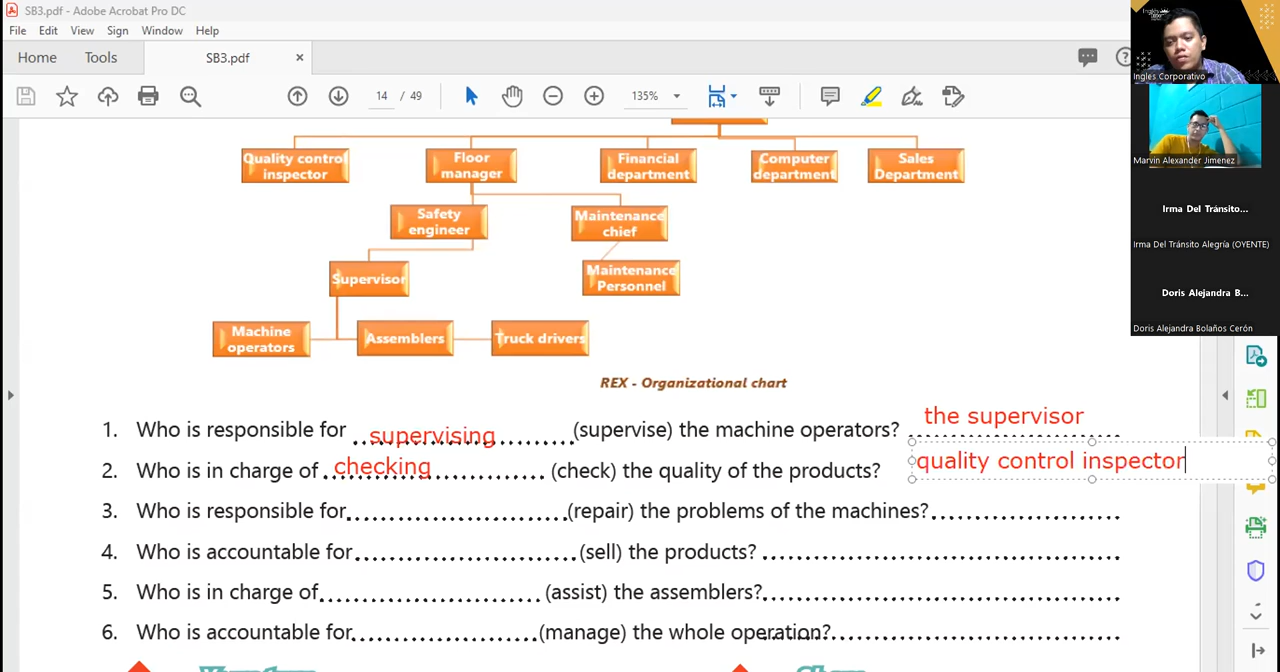 SB3.pdf - Adobe Acrobat Pro DC
File Edit View Sign Window Help
Home Tools SB3.pdf ×
14 / 49 135%
Quality control inspector
Floor manager
Financial department
Computer department
Sales Department
Safety engineer
Maintenance chief
Supervisor
Maintenance Personnel
Machine operators
Assemblers
Truck drivers
REX - Organizational chart
1. Who is responsible for supervising (supervise) the machine operators? the supervisor
2. Who is in charge of checking (check) the quality of the products? quality control inspector
3. Who is responsible for (repair) the problems of the machines?
4. Who is accountable for (sell) the products?
5. Who is in charge of (assist) the assemblers?
6. Who is accountable for (manage) the whole operation?
Ingles Corporativo
Marvin Alexander Jimenez
Irma Del Tránsito...
Irma Del Tránsito Alegría (OYENTE)
Doris Alejandra B...
Doris Alejandra Bolaños Cerón